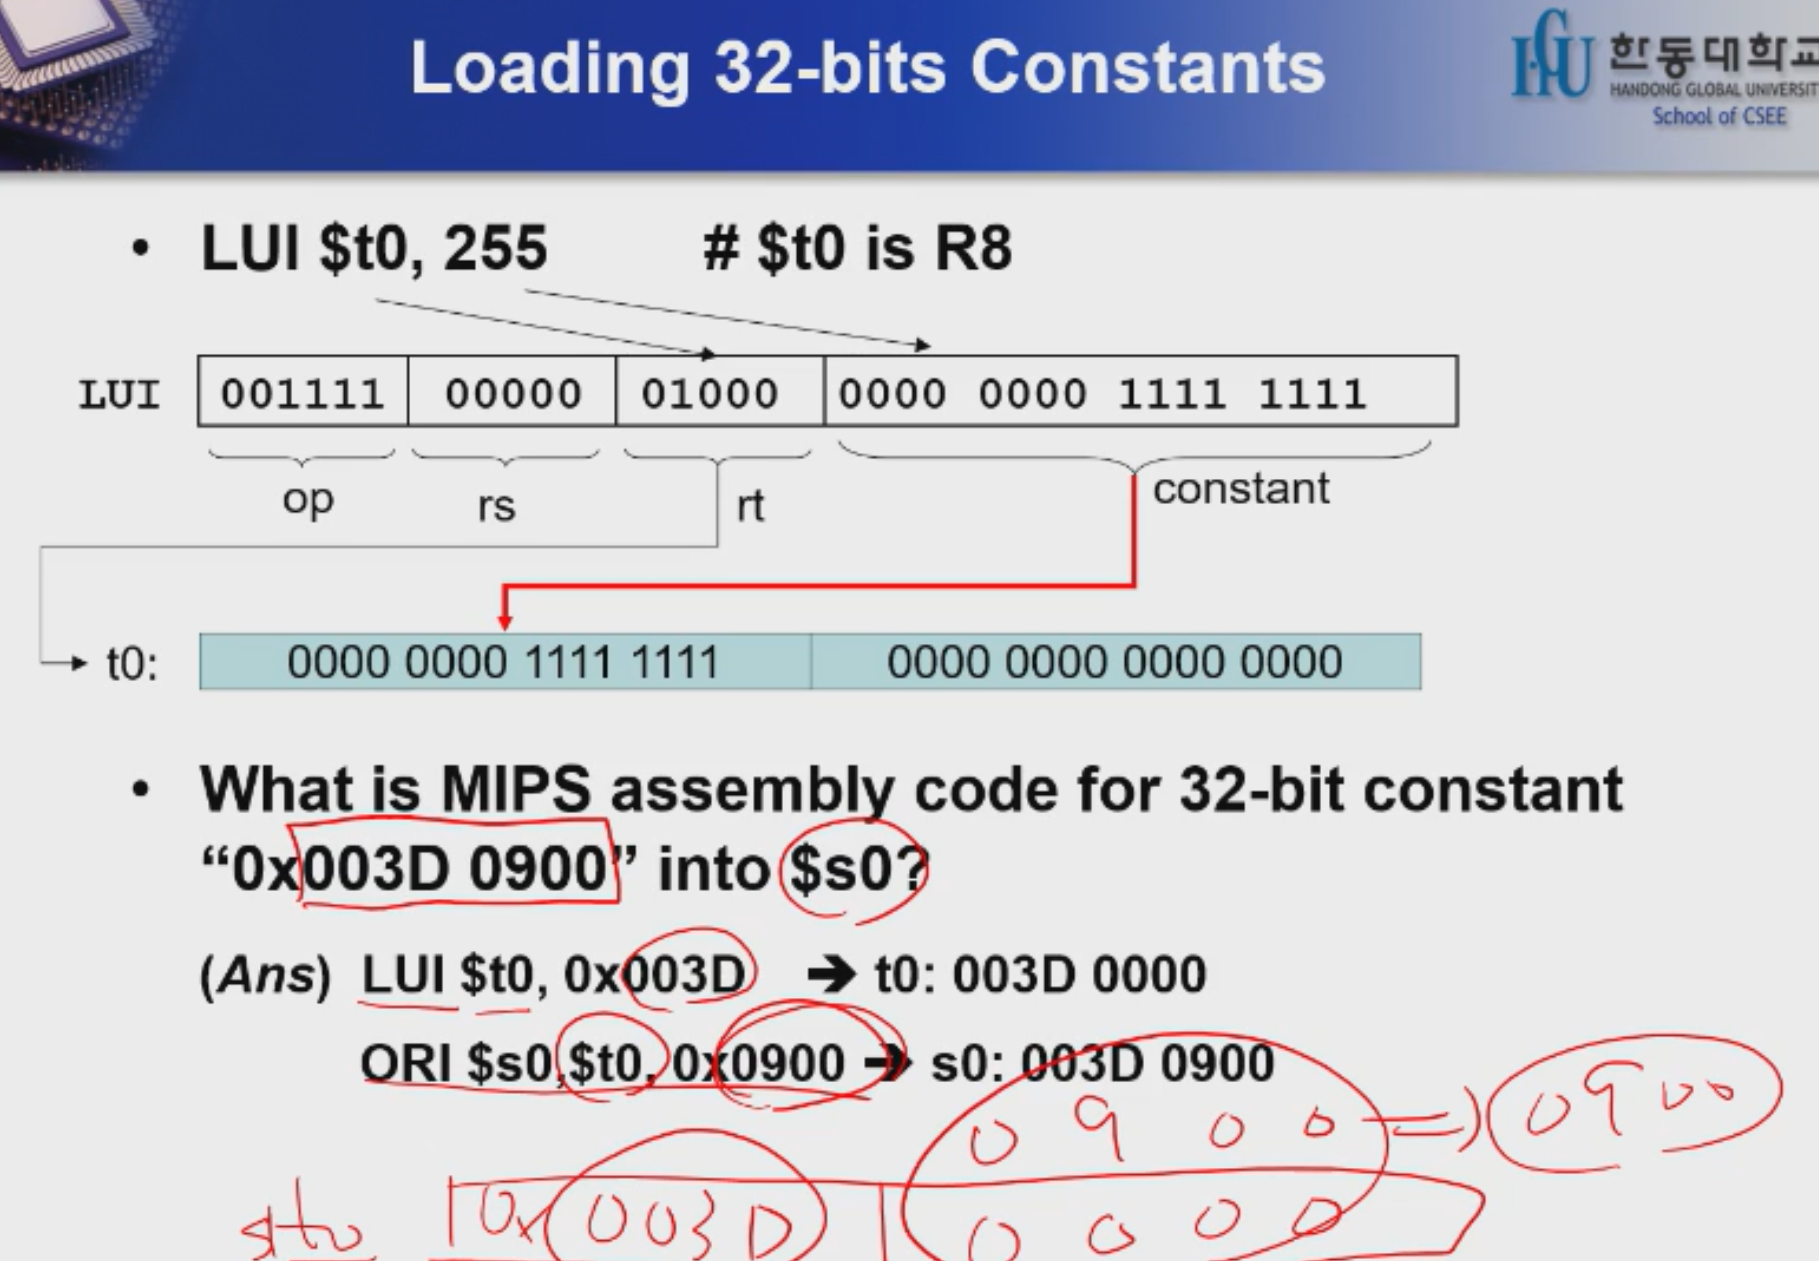 Loading 32-bits Constants
한동대학교
HANDONG GLOBAL UNIVERSIT
School of CSEE
• LUI $t0, 255 # $t0 is R8
LUI 001111 00000 01000 0000 0000 1111 1111
op rs rt constant
t0: 0000 0000 1111 1111 0000 0000 0000 0000
• What is MIPS assembly code for 32-bit constant
“0x003D 0900” into $s0?
(Ans) LUI $t0, 0x003D ➔ t0: 003D 0000
ORI $s0,$t0, 0x0900 ➔ s0: 003D 0900
0 9 0 0 => 0900
$t0 0x003D 0 0 0 0